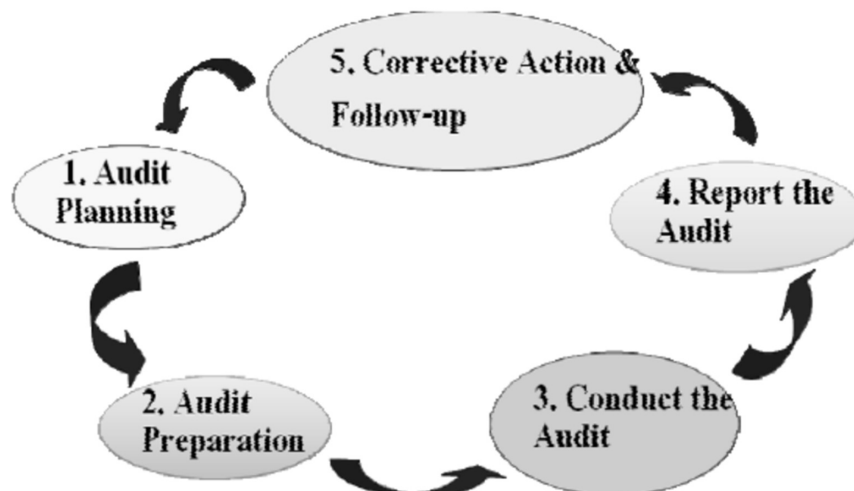 5. Corrective Action &
Follow-up
1. Audit
Planning
4. Report the
Audit
2. Audit
Preparation
3. Conduct the
Audit